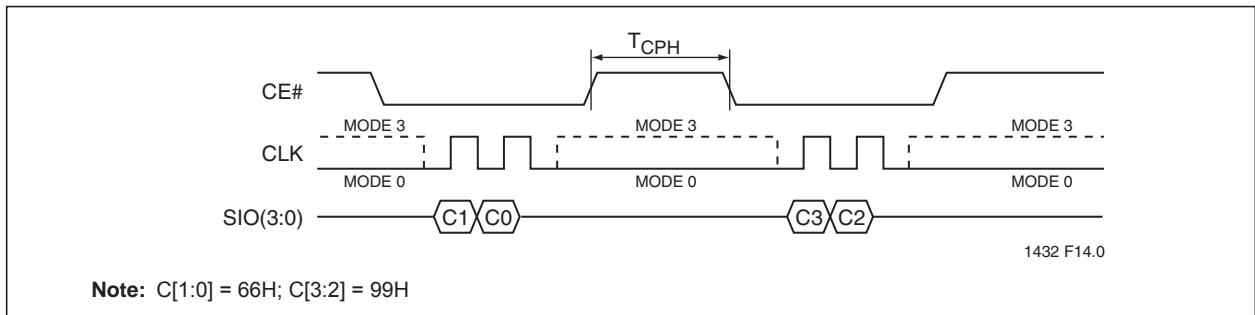 T_CPH
CE#
MODE 3 MODE 3 MODE 3
CLK
MODE 0 MODE 0 MODE 0
SIO(3:0) C1 C0 C3 C2
1432 F14.0
Note: C[1:0] = 66H; C[3:2] = 99H